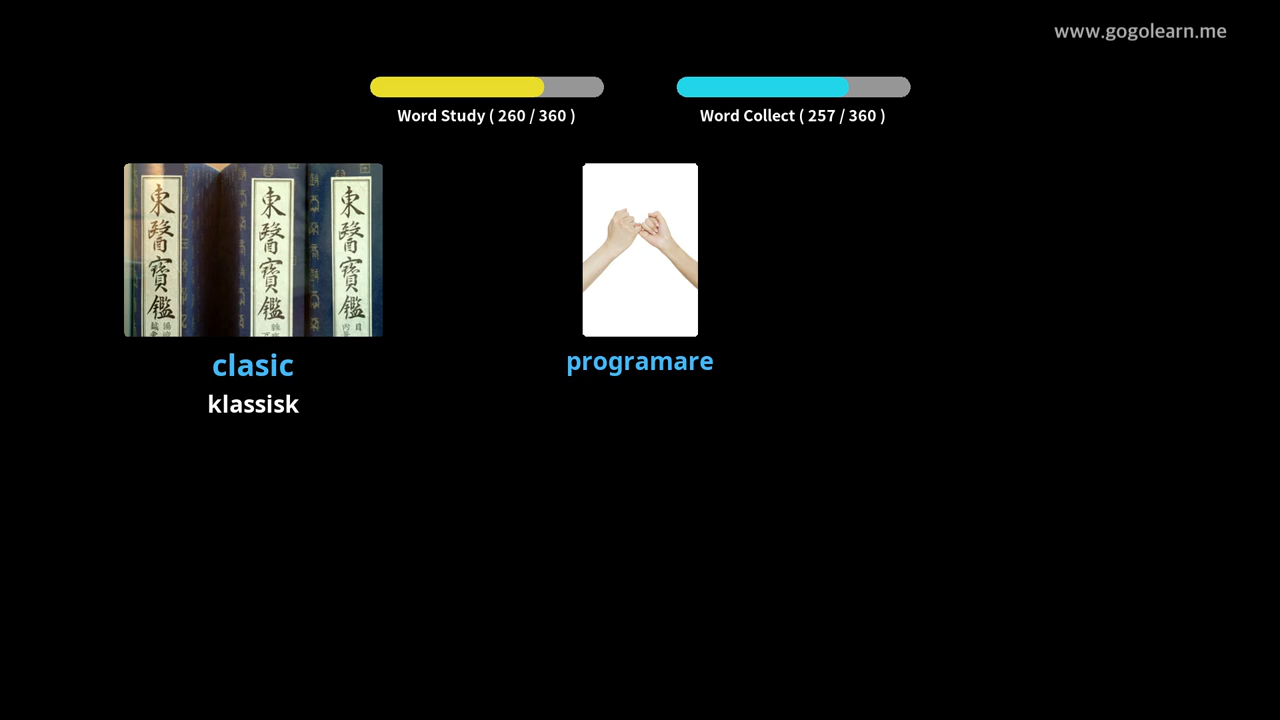 www.gogolearn.me
Word Study ( 260 / 360 )
Word Collect ( 257 / 360 )
東醫寶鑑
東醫寶鑑
東醫寶鑑
clasic
klassisk
programare